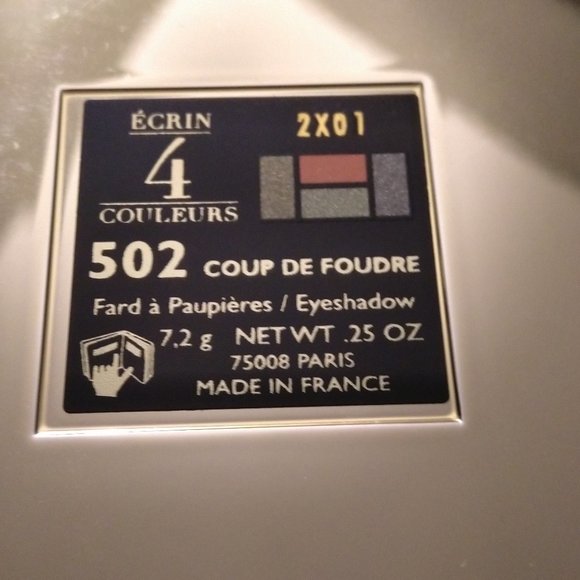 ÉCRIN
4
COULEURS
2X01
502 COUP DE FOUDRE
Fard à Paupières / Eyeshadow
7,2 g NET WT .25 OZ
75008 PARIS
MADE IN FRANCE